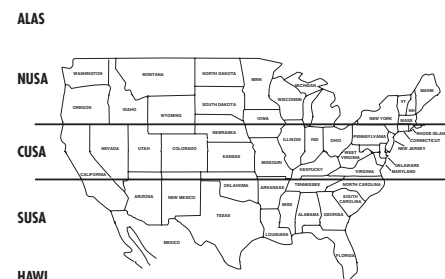 ALAS
NUSA
CUSA
SUSA
HAWI
WASHINGTON
MONTANA
NORTH DAKOTA
MINN
MICHIGAN
MAINE
VT
NH
OREGON
IDAHO
WYOMING
SOUTH DAKOTA
WISCONSIN
IOWA
NEW YORK
MASS
RHODE ISLAN
CONNECTICUT
NEW JERSEY
NEVADA
UTAH
COLORADO
NEBRASKA
KANSAS
ILLINOIS
IND
OHIO
PENNSYLVANIA
MISSOURI
WEST
VIRGINIA
KENTUCKY
VIRGINIA
DELAWARE
MARYLAND
CALIFORNIA
ARIZONA
NEW MEXICO
OKLAHOMA
ARKANSAS
TENNESSEE
NORTH CAROLINA
SOUTH
CAROLINA
TEXAS
MISS
ALABAMA
GEORGIA
LOUISIANA
MEXICO
FLORIDA